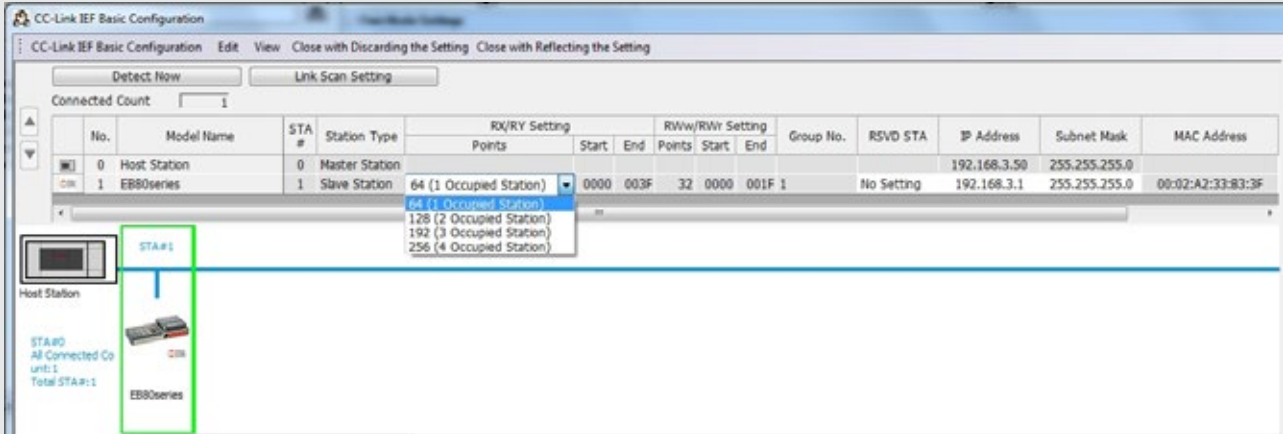 CC-Link IEF Basic Configuration
CC-Link IEF Basic Configuration Edit View Close with Discarding the Setting Close with Reflecting the Setting
Detect Now Link Scan Setting
Connected Count 1
No. Model Name STA # Station Type RX/RY Setting RWw/RWr Setting Group No. RSVD STA IP Address Subnet Mask MAC Address
Points Start End Points Start End
0 Host Station 0 Master Station 192.168.3.50 255.255.255.0
1 EB80series 1 Slave Station 64 (1 Occupied Station) 0000 003F 32 0000 001F 1 No Setting 192.168.3.1 255.255.255.0 00:02:A2:33:B3:3F
64 (1 Occupied Station)
128 (2 Occupied Station)
192 (3 Occupied Station)
256 (4 Occupied Station)
STA#1
Host Station
STA#0
All Connected Co
unt:1
Total STA#:1
EB80series